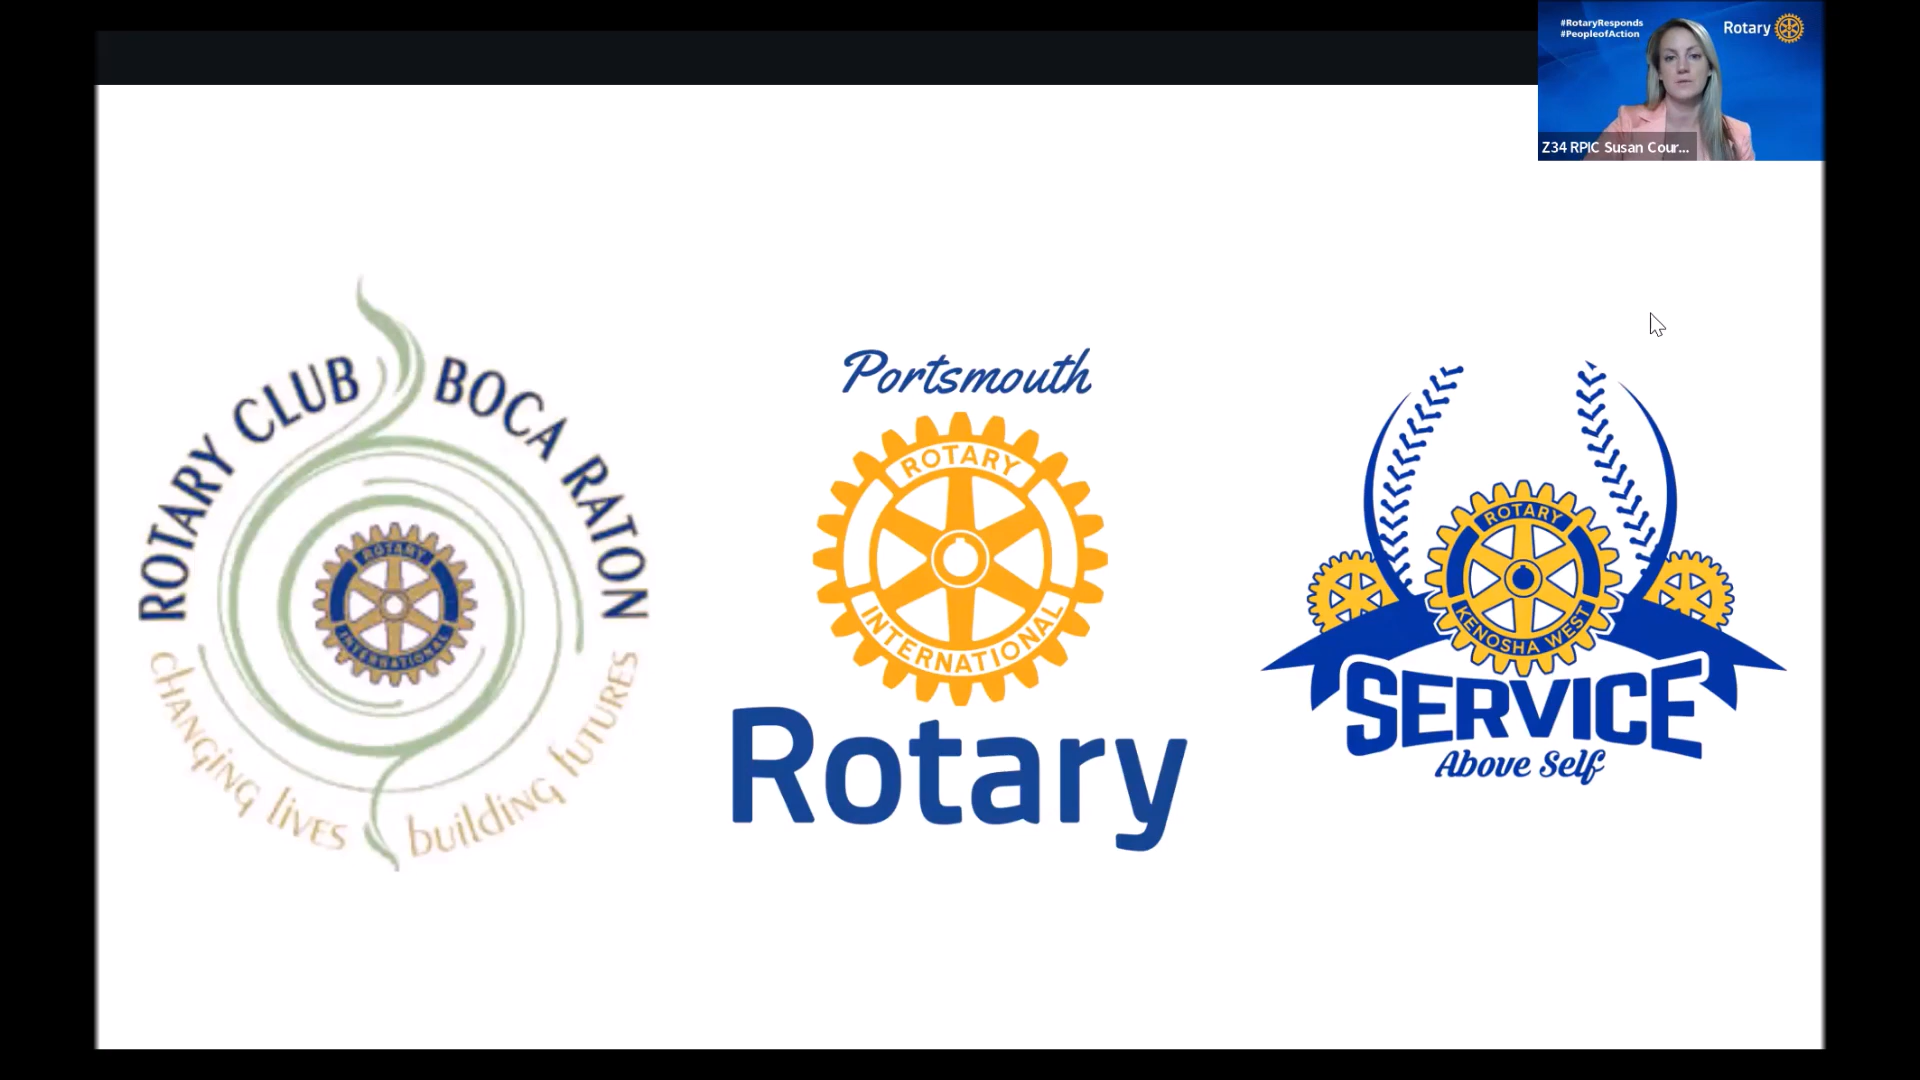 #RotaryResponds
#PeopleofAction
Rotary
Z34 RPIC Susan Cour...
ROTARY CLUB BOCA RATON
ROTARY
INTERNATIONAL
changing lives building futures
Portsmouth
ROTARY
INTERNATIONAL
Rotary
ROTARY
KENOSHA WEST
SERVICE
Above Self